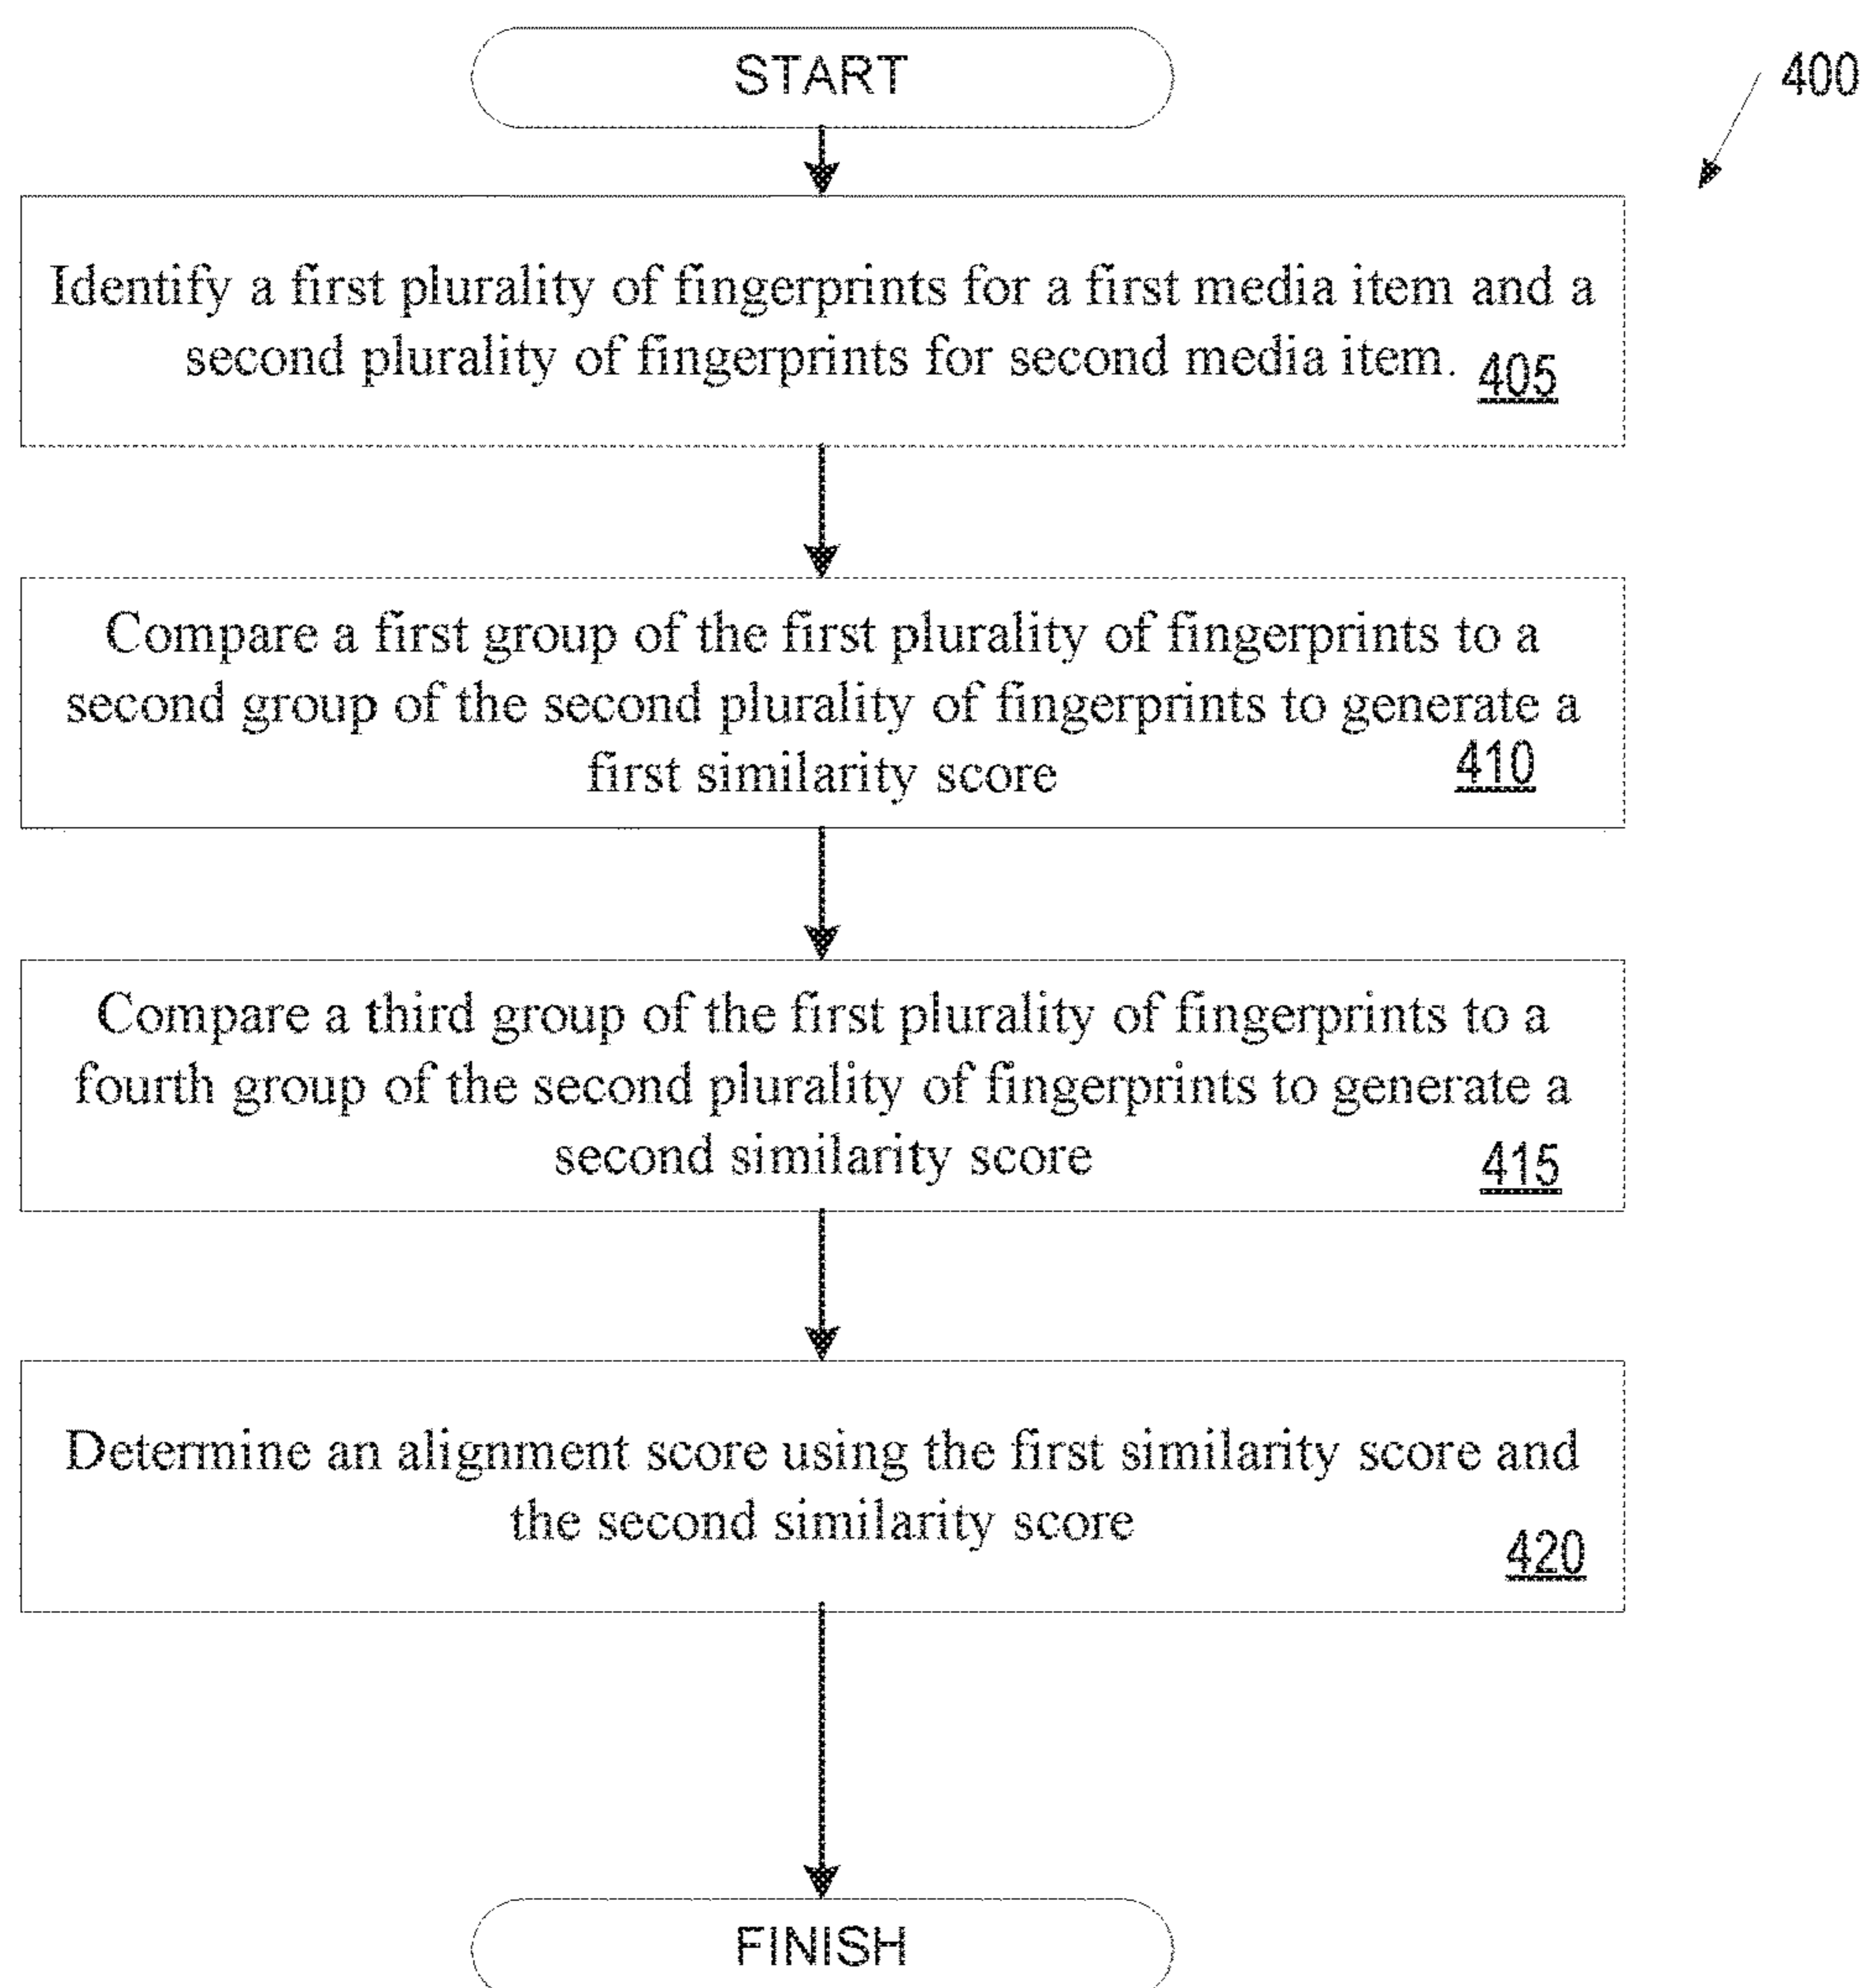 START
400
Identify a first plurality of fingerprints for a first media item and a
second plurality of fingerprints for second media item. 405
Compare a first group of the first plurality of fingerprints to a
second group of the second plurality of fingerprints to generate a
first similarity score 410
Compare a third group of the first plurality of fingerprints to a
fourth group of the second plurality of fingerprints to generate a
second similarity score 415
Determine an alignment score using the first similarity score and
the second similarity score
420
FINISH